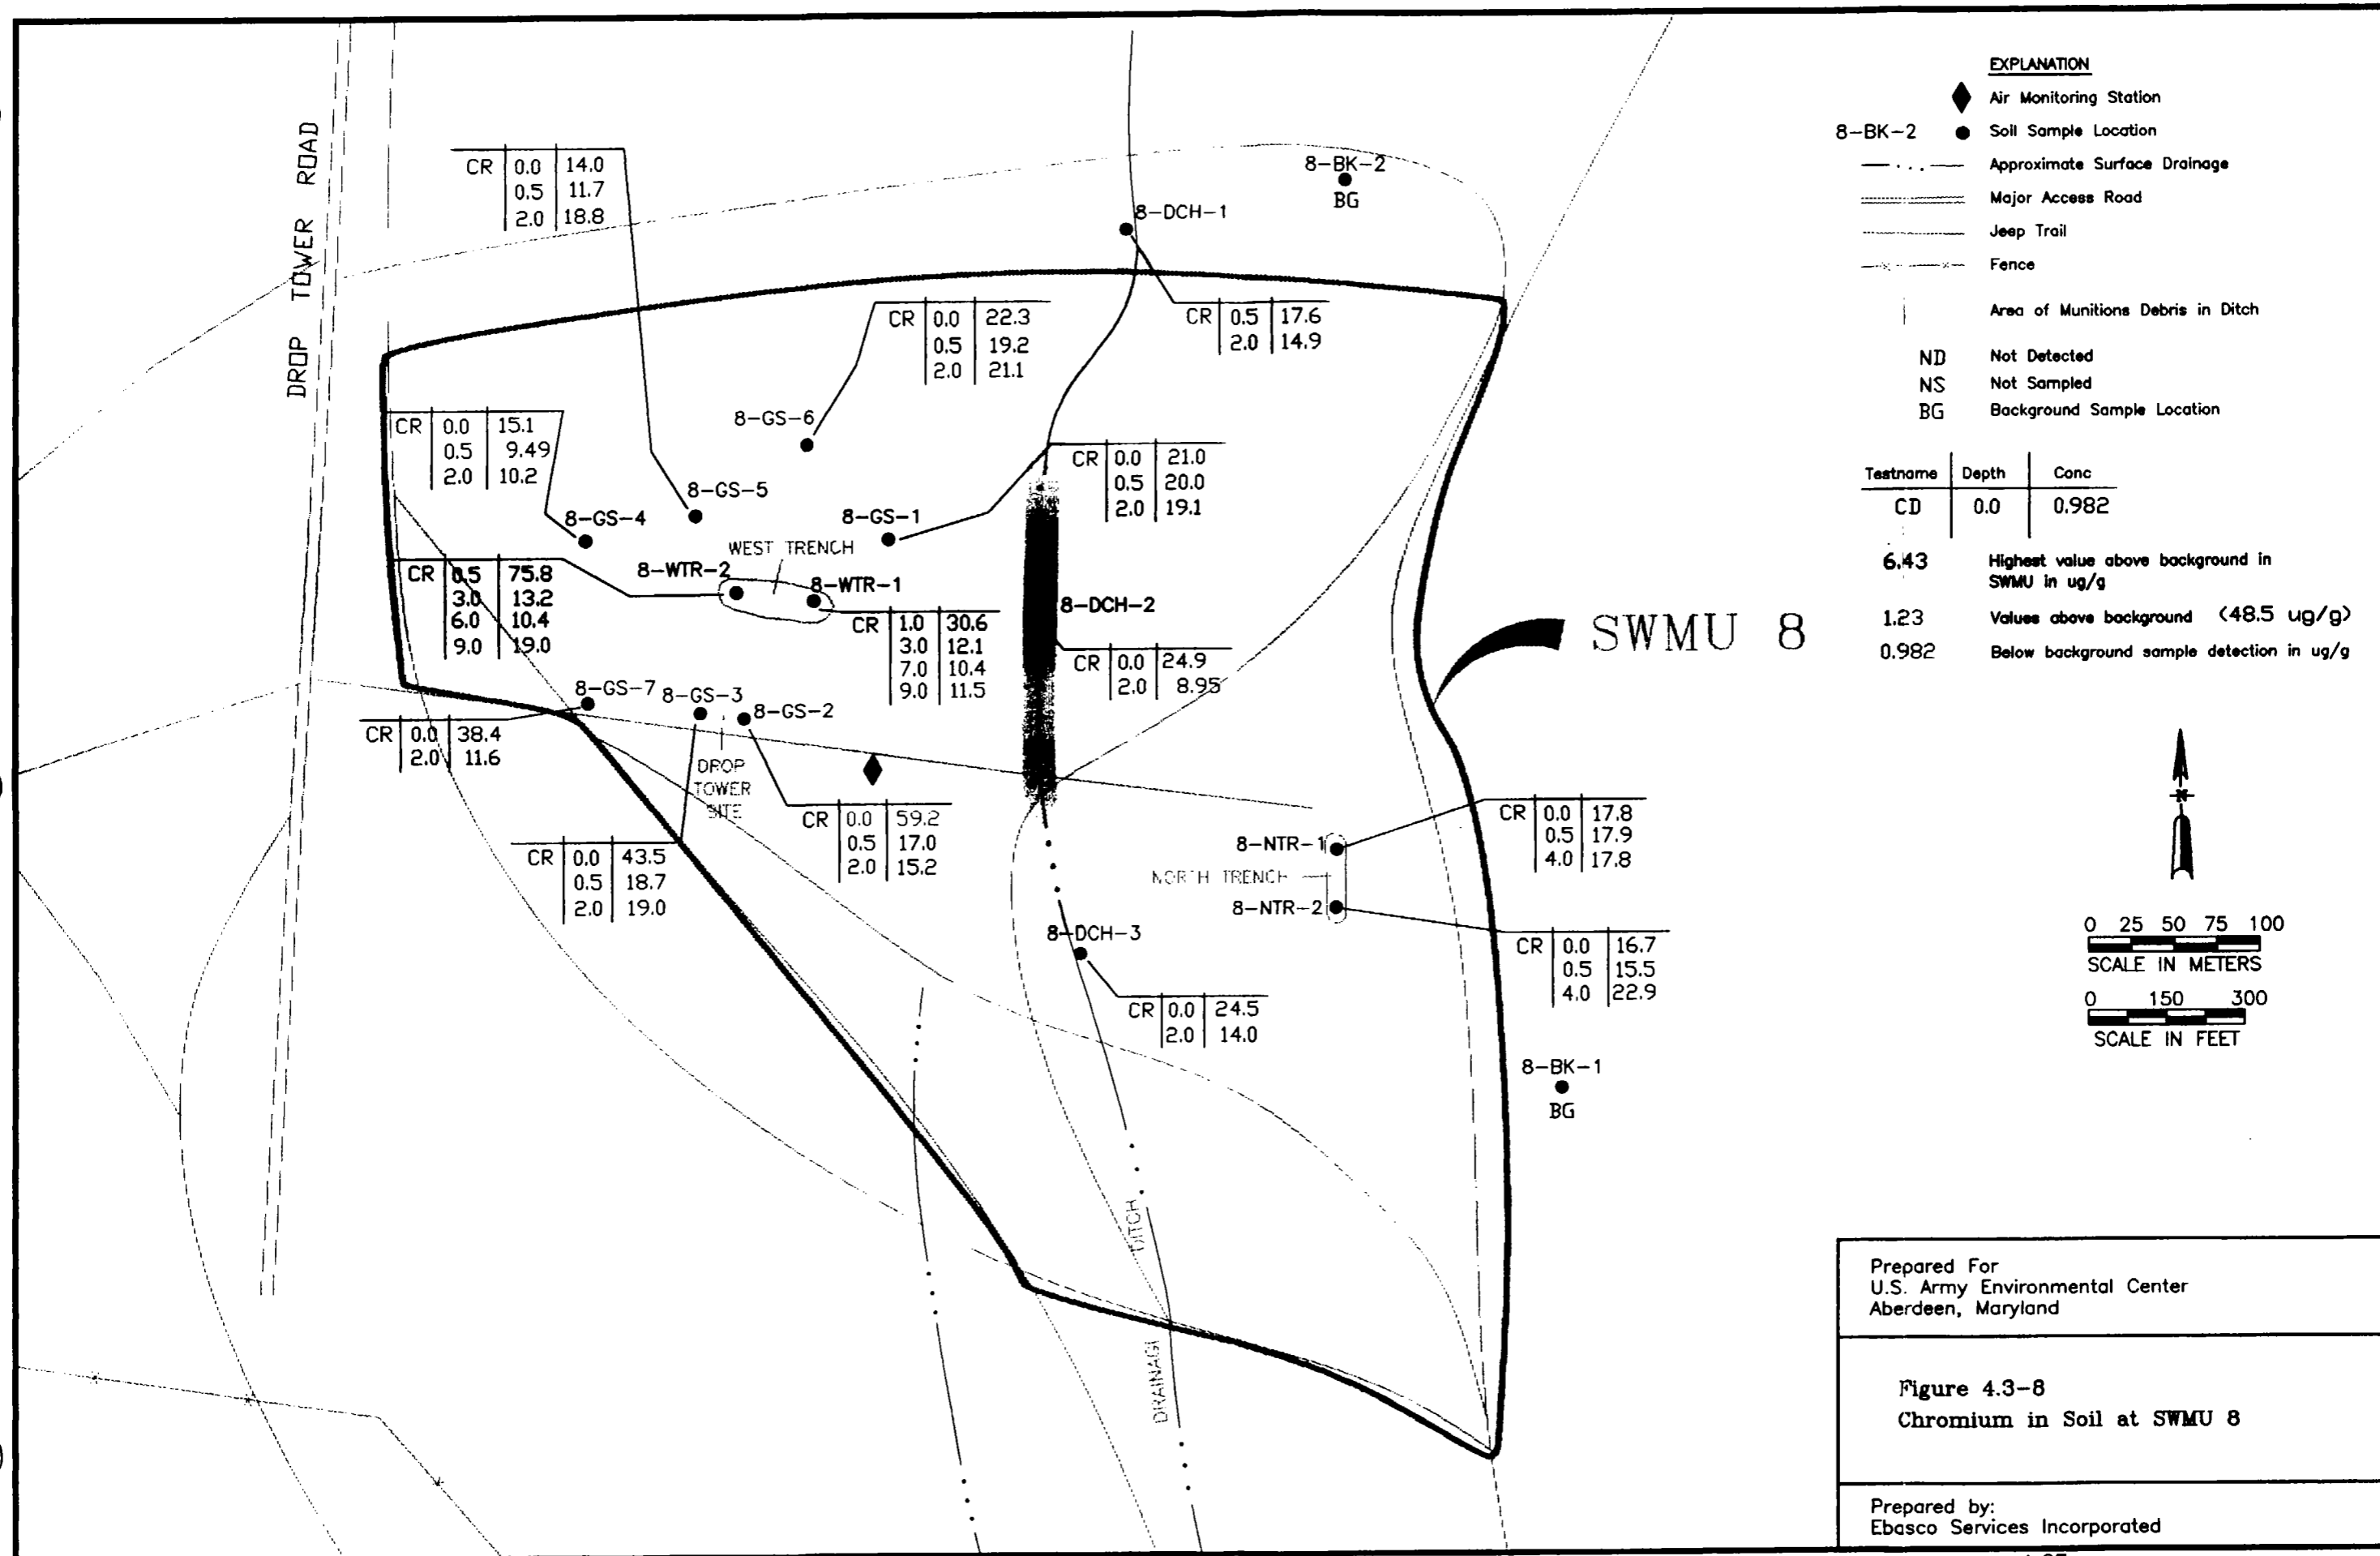 DROP TOWER ROAD
CR 0.0 14.0
0.5 11.7
2.0 18.8
8-BK-2
BG
8-DCH-1
CR 0.5 17.6
2.0 14.9
CR 0.0 22.3
0.5 19.2
2.0 21.1
8-GS-6
CR 0.0 15.1
0.5 9.49
2.0 10.2
8-GS-5
8-GS-4
8-GS-1
CR 0.0 21.0
0.5 20.0
2.0 19.1
WEST TRENCH
8-WTR-2
8-WTR-1
CR 0.5 75.8
3.0 13.2
6.0 10.4
9.0 19.0
CR 1.0 30.6
3.0 12.1
7.0 10.4
9.0 11.5
8-DCH-2
CR 0.0 24.9
2.0 8.95
SWMU 8
8-GS-7
8-GS-3
8-GS-2
CR 0.0 38.4
2.0 11.6
DROP
TOWER
SITE
CR 0.0 59.2
0.5 17.0
2.0 15.2
CR 0.0 43.5
0.5 18.7
2.0 19.0
8-NTR-1
NORTH TRENCH
8-NTR-2
CR 0.0 17.8
0.5 17.9
4.0 17.8
CR 0.0 16.7
0.5 15.5
4.0 22.9
8-DCH-3
CR 0.0 24.5
2.0 14.0
8-BK-1
BG
DRAINAGE DITCH
EXPLANATION
Air Monitoring Station
8-BK-2 Soil Sample Location
Approximate Surface Drainage
Major Access Road
Jeep Trail
Fence
Area of Munitions Debris in Ditch
ND Not Detected
NS Not Sampled
BG Background Sample Location
Testname Depth Conc
CD 0.0 0.982
6.43 Highest value above background in
SWMU in ug/g
1.23 Values above background (48.5 ug/g)
0.982 Below background sample detection in ug/g
0 25 50 75 100
SCALE IN METERS
0 150 300
SCALE IN FEET
Prepared For
U.S. Army Environmental Center
Aberdeen, Maryland
Figure 4.3-8
Chromium in Soil at SWMU 8
Prepared by:
Ebasco Services Incorporated